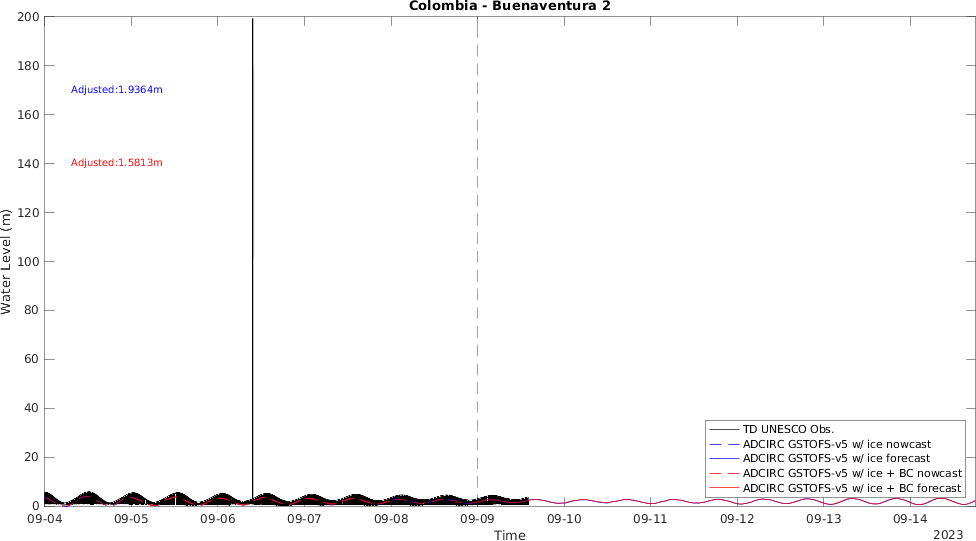 Colombia - Buenaventura 2
200
180
160
140
120
100
80
60
40
20
0
Water Level (m)
Adjusted:1.9364m
Adjusted:1.5813m
TD UNESCO Obs.
ADCIRC GSTOFS-v5 w/ ice nowcast
ADCIRC GSTOFS-v5 w/ ice forecast
ADCIRC GSTOFS-v5 w/ ice + BC nowcast
ADCIRC GSTOFS-v5 w/ ice + BC forecast
09-04 09-05 09-06 09-07 09-08 09-09 09-10 09-11 09-12 09-13 09-14
Time
2023